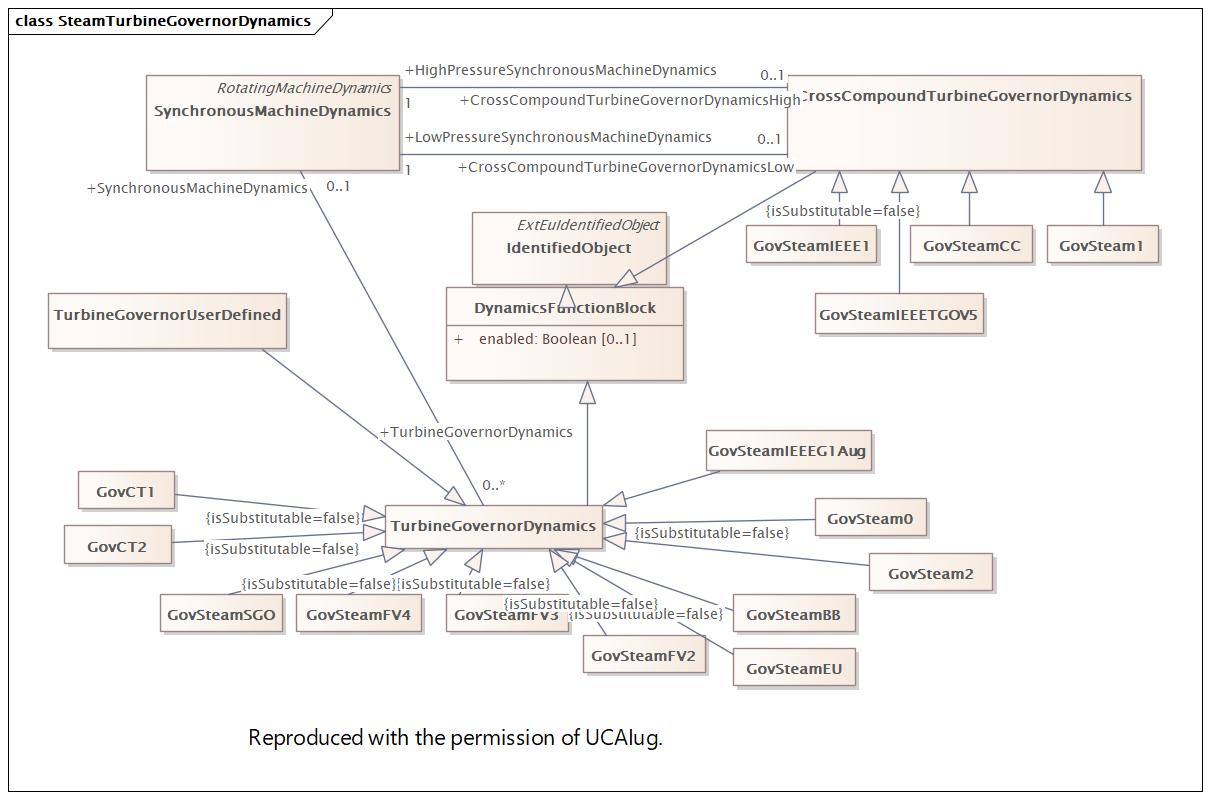 class SteamTurbineGovernorDynamics
RotatingMachineDynamics
SynchronousMachineDynamics
+HighPressureSynchronousMachineDynamics
0..1
1
+CrossCompoundTurbineGovernorDynamicsHigh
CrossCompoundTurbineGovernorDynamics
+LowPressureSynchronousMachineDynamics
0..1
1
+CrossCompoundTurbineGovernorDynamicsLow
+SynchronousMachineDynamics
0..1
{isSubstitutable=false}
ExtEuIdentifiedObject
IdentifiedObject
GovSteamIEEE1
GovSteamCC
GovSteam1
TurbineGovernorUserDefined
DynamicsFunctionBlock
+ enabled: Boolean [0..1]
GovSteamIEEETGOV5
+TurbineGovernorDynamics
GovSteamIEEEG1Aug
0..*
GovCT1
{isSubstitutable=false}
TurbineGovernorDynamics
GovSteam0
{isSubstitutable=false}
GovCT2
{isSubstitutable=false}
GovSteam2
{isSubstitutable=false}
{isSubstitutable=false}
{isSubstitutable=false}
{isSubstitutable=false}
GovSteamSGO
GovSteamFV4
GovSteamFV3
GovSteamBB
GovSteamFV2
GovSteamEU
Reproduced with the permission of UCAIug.